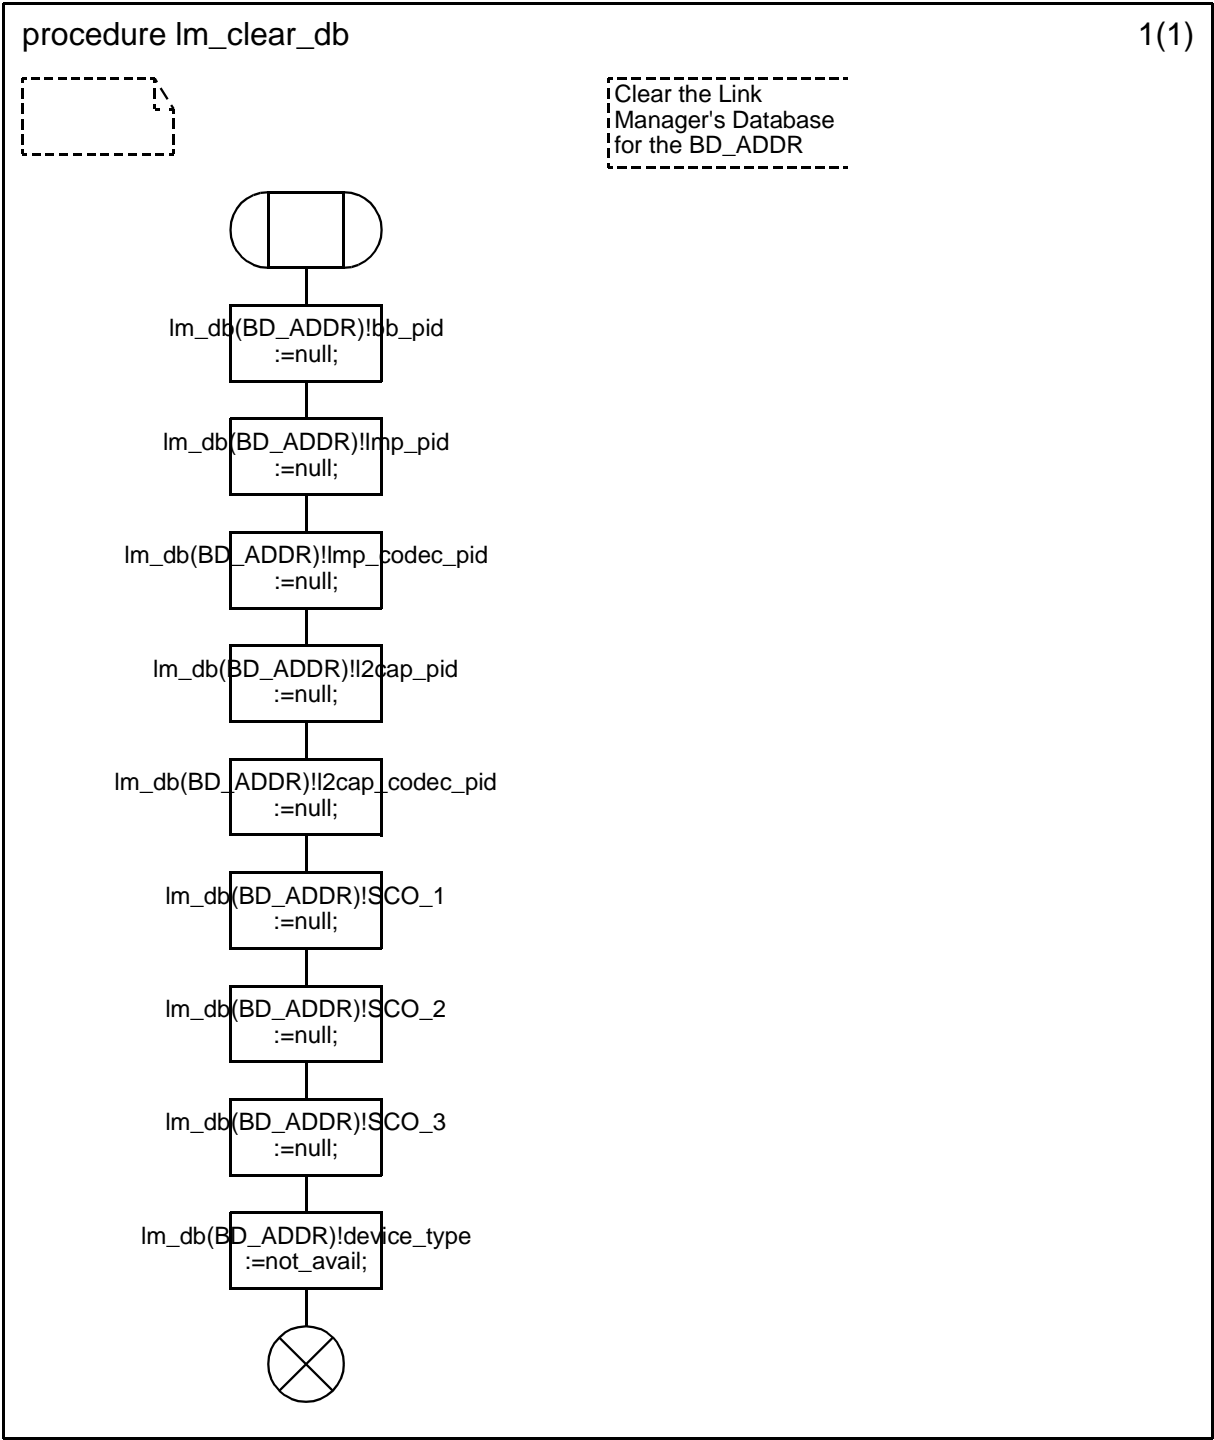 procedure lm_clear_db
1(1)
Clear the Link
Manager's Database
for the BD_ADDR
lm_db(BD_ADDR)!bb_pid
:=null;
lm_db(BD_ADDR)!lmp_pid
:=null;
lm_db(BD_ADDR)!lmp_codec_pid
:=null;
lm_db(BD_ADDR)!l2cap_pid
:=null;
lm_db(BD_ADDR)!l2cap_codec_pid
:=null;
lm_db(BD_ADDR)!SCO_1
:=null;
lm_db(BD_ADDR)!SCO_2
:=null;
lm_db(BD_ADDR)!SCO_3
:=null;
lm_db(BD_ADDR)!device_type
:=not_avail;